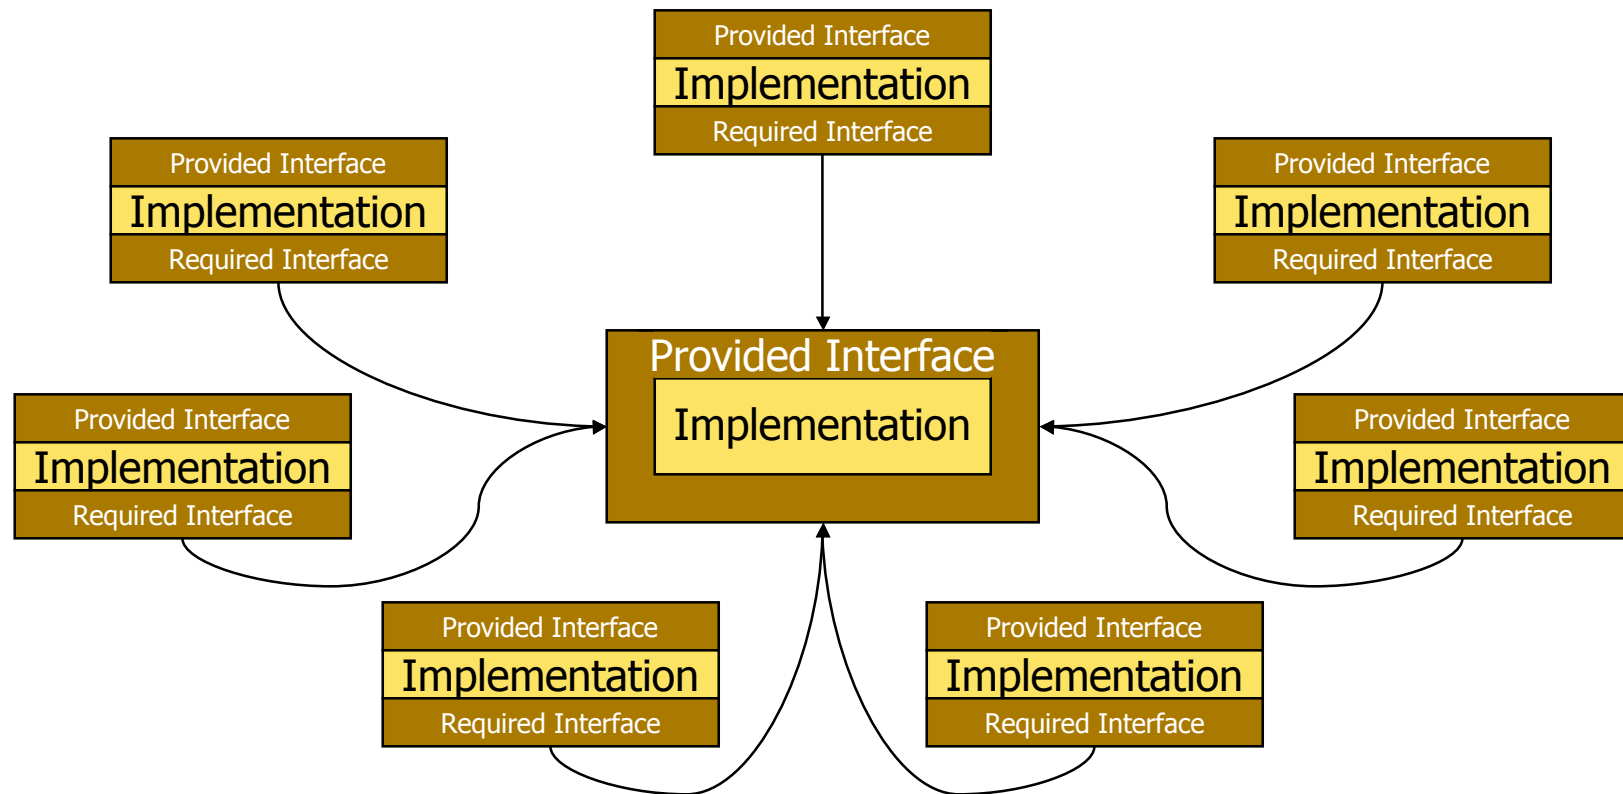 Provided Interface
Implementation
Required Interface
Provided Interface
Implementation
Required Interface
Provided Interface
Implementation
Required Interface
Provided Interface
Implementation
Provided Interface
Implementation
Required Interface
Provided Interface
Implementation
Required Interface
Provided Interface
Implementation
Required Interface
Provided Interface
Implementation
Required Interface